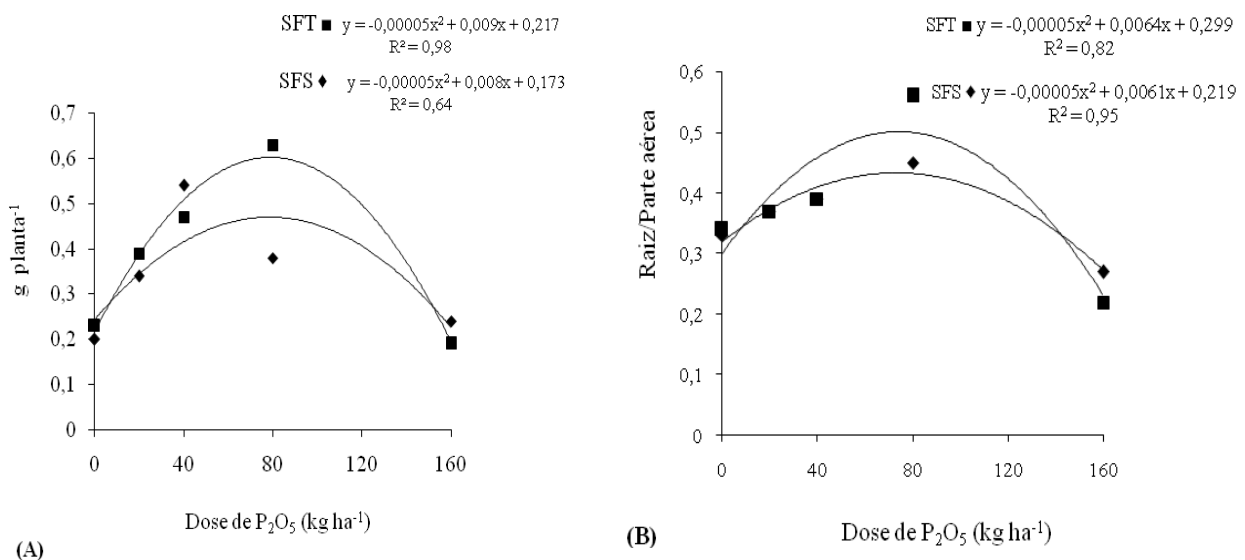 SFT ■ y = -0,00005x² + 0,009x + 0,217
R² = 0,98
SFS ◆ y = -0,00005x² + 0,008x + 0,173
R² = 0,64
0,7
0,6
0,5
0,4
0,3
0,2
0,1
0
g planta⁻¹
0 40 80 120 160
Dose de P₂O₅ (kg ha⁻¹)
(A)
SFT ■ y = -0,00005x² + 0,0064x + 0,299
R² = 0,82
SFS ◆ y = -0,00005x² + 0,0061x + 0,219
R² = 0,95
0,6
0,5
0,4
0,3
0,2
0,1
0
Raiz/Parte aérea
0 40 80 120 160
Dose de P₂O₅ (kg ha⁻¹)
(B)